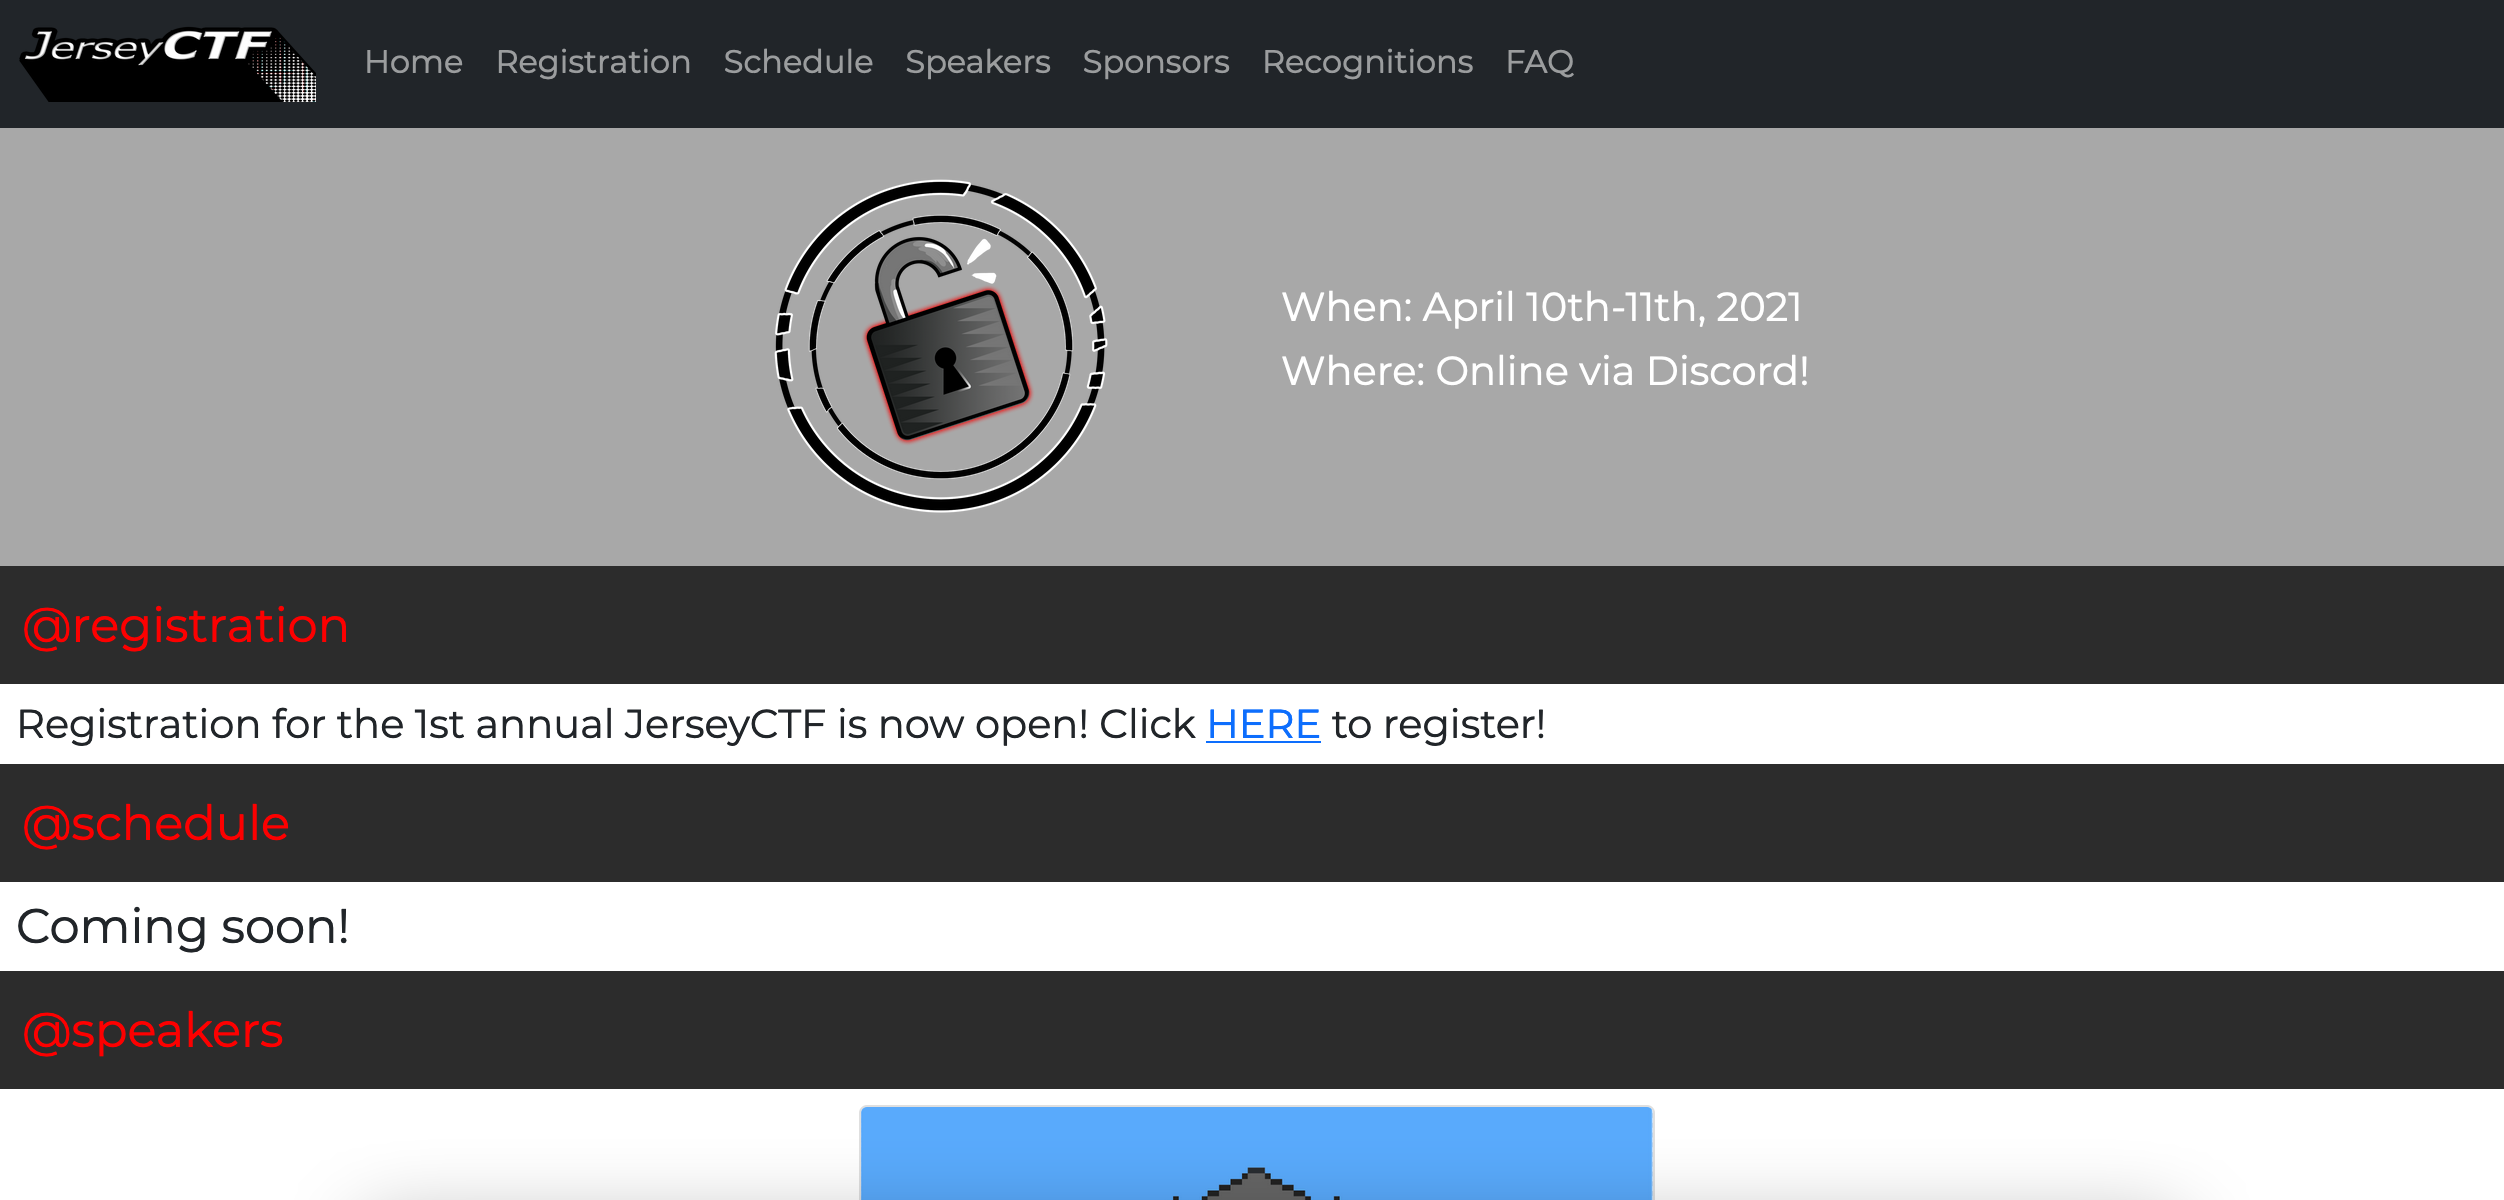 JerseyCTF
Home Registration Schedule Speakers Sponsors Recognitions FAQ
When: April 10th-11th, 2021
Where: Online via Discord!
@registration
Registration for the 1st annual JerseyCTF is now open! Click HERE to register!
@schedule
Coming soon!
@speakers